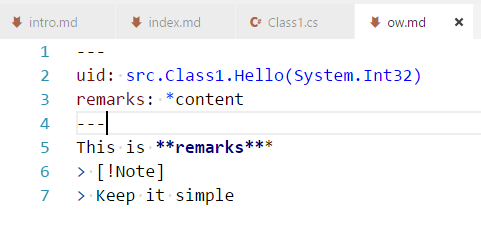 intro.md index.md C# Class1.cs ow.md ×
1 ---
2 uid: src.Class1.Hello(System.Int32)
3 remarks: *content
4 ---
5 This is **remarks***
6 > [!Note]
7 > Keep it simple